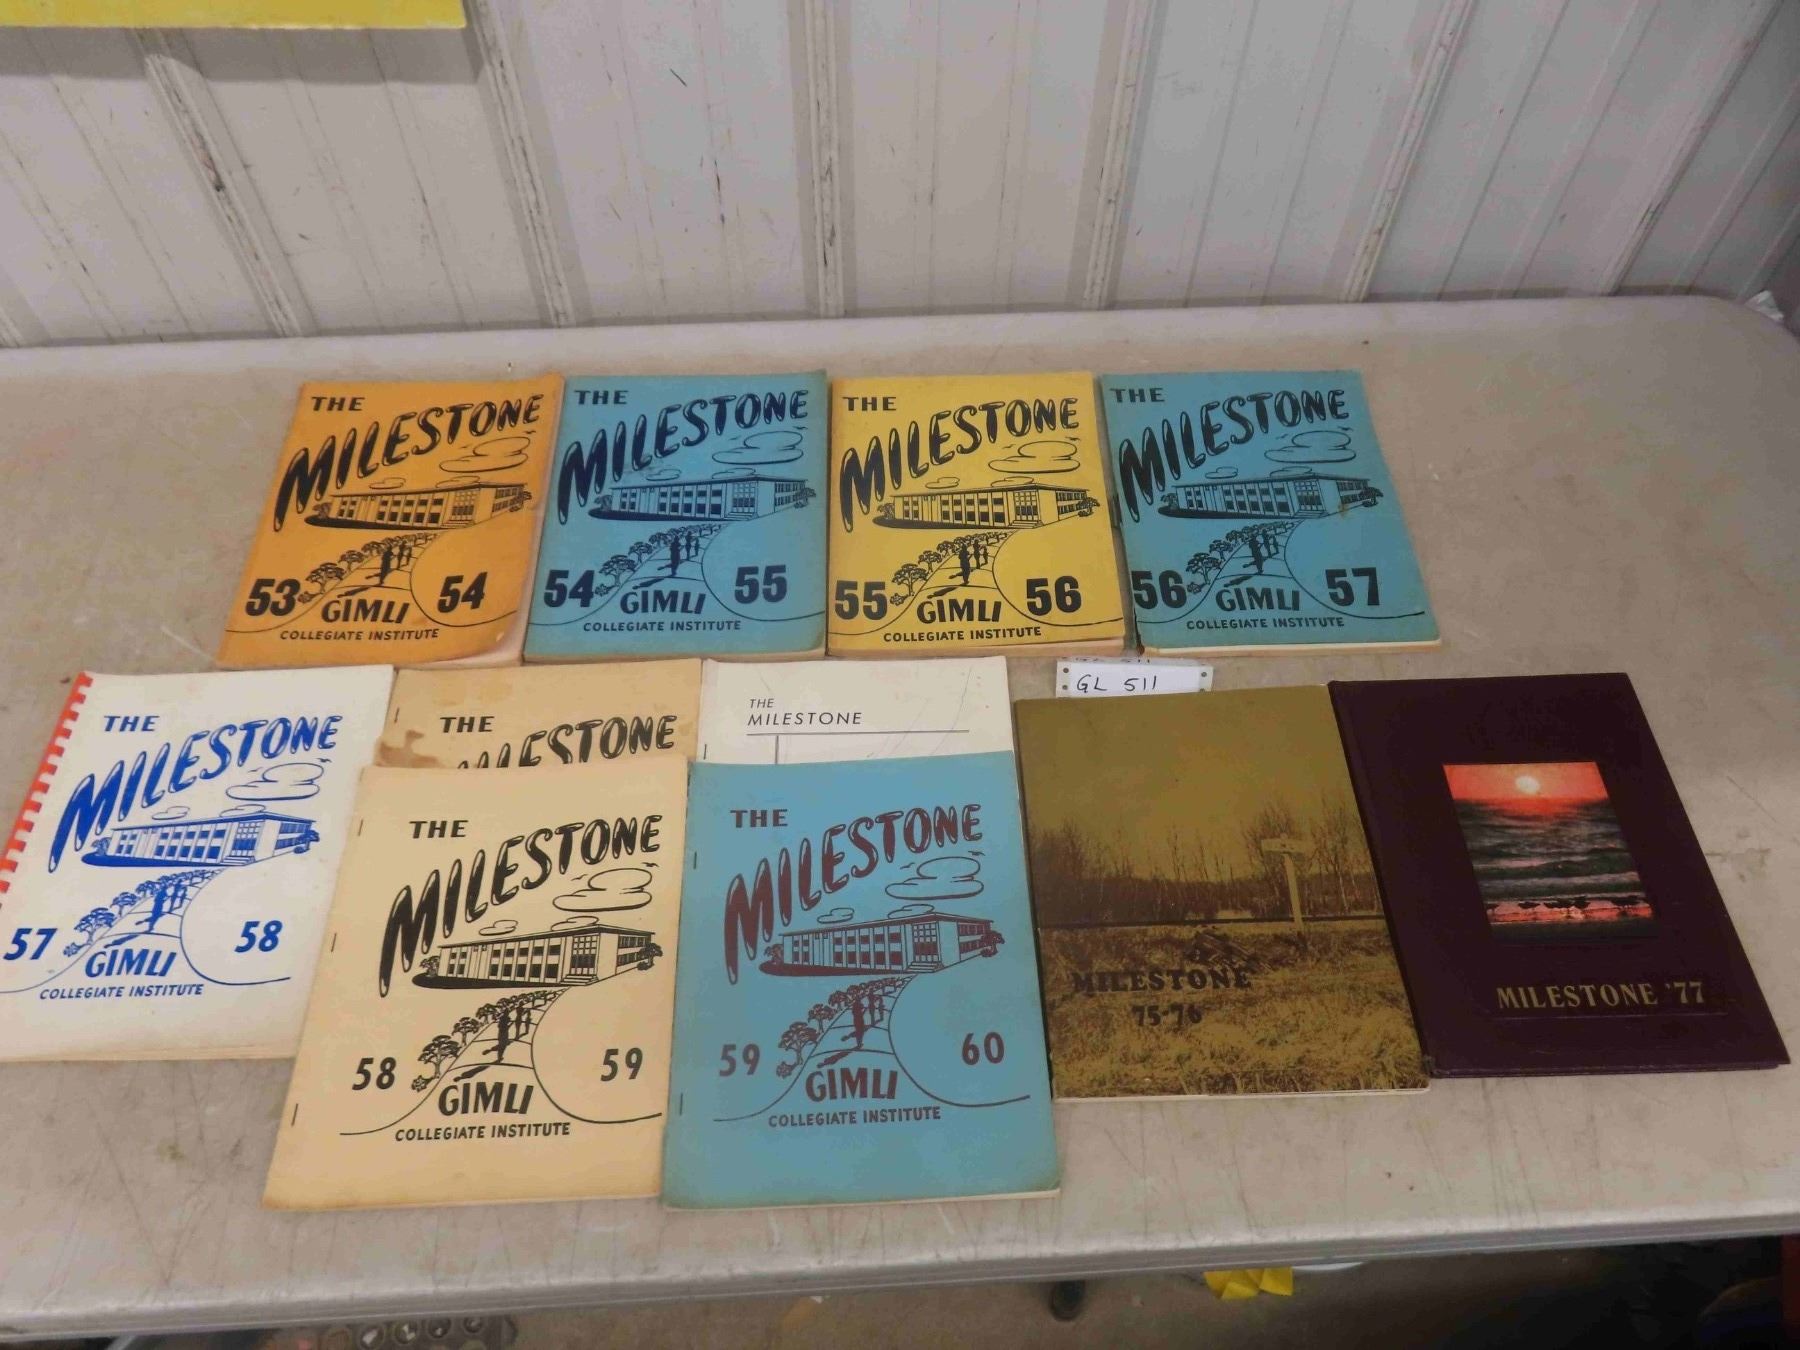 THE
MILESTONE
53 54
GIMLI
COLLEGIATE INSTITUTE
THE
MILESTONE
54 55
GIMLI
COLLEGIATE INSTITUTE
THE
MILESTONE
55 56
GIMLI
COLLEGIATE INSTITUTE
THE
MILESTONE
56 57
GIMLI
COLLEGIATE INSTITUTE
THE
MILESTONE
57 58
GIMLI
COLLEGIATE INSTITUTE
THE
MILESTONE
THE
MILESTONE
GL 511
THE
MILESTONE
58 59
GIMLI
COLLEGIATE INSTITUTE
THE
MILESTONE
59 60
GIMLI
COLLEGIATE INSTITUTE
MILESTONE
75-76
MILESTONE '77